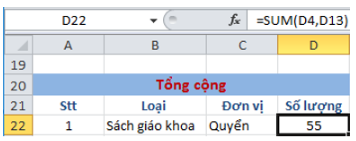 D22 fx =SUM(D4,D13)
A B C D
19
20 Tổng cộng
21 Stt Loại Đơn vị Số lượng
22 1 Sách giáo khoa Quyển 55